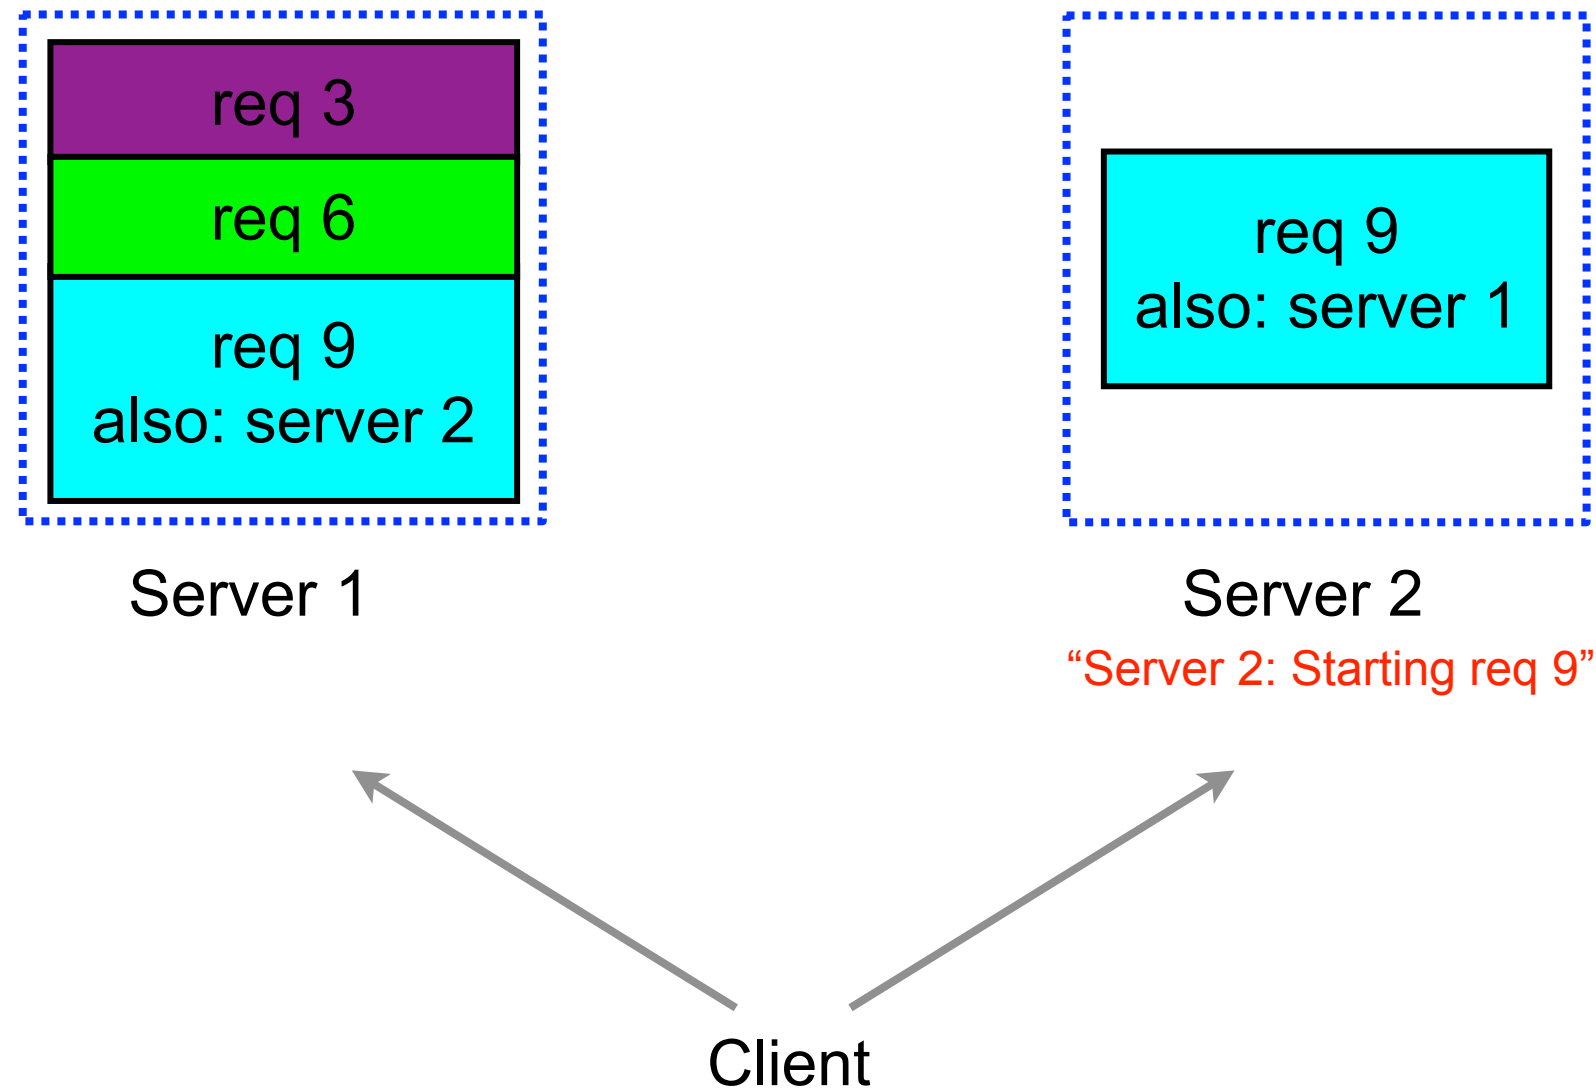 req 3
req 6
req 9
also: server 2
Server 1
req 9
also: server 1
Server 2
“Server 2: Starting req 9”
Client